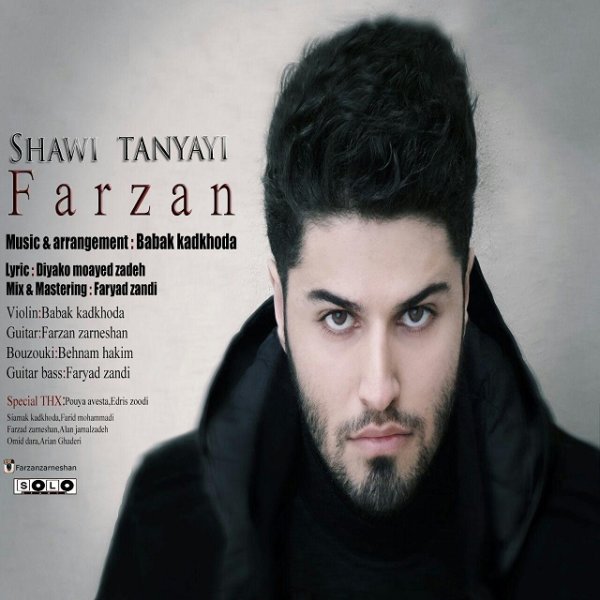 SHAWI TANYAYI
Farzan
Music & arrangement : Babak kadkhoda
Lyric : Diyako moayed zadeh
Mix & Mastering : Faryad zandi
Violin:Babak kadkhoda
Guitar:Farzan zarneshan
Bouzouki:Behnam hakim
Guitar bass:Faryad zandi
Special THX:Pouya avesta,Edris zoodi
Siamak kadkhoda,Farid mohammadi
Farzad zarneshan,Alan jamalzadeh
Omid dara,Arian Ghaderi
Farzanzarneshan
SOLO